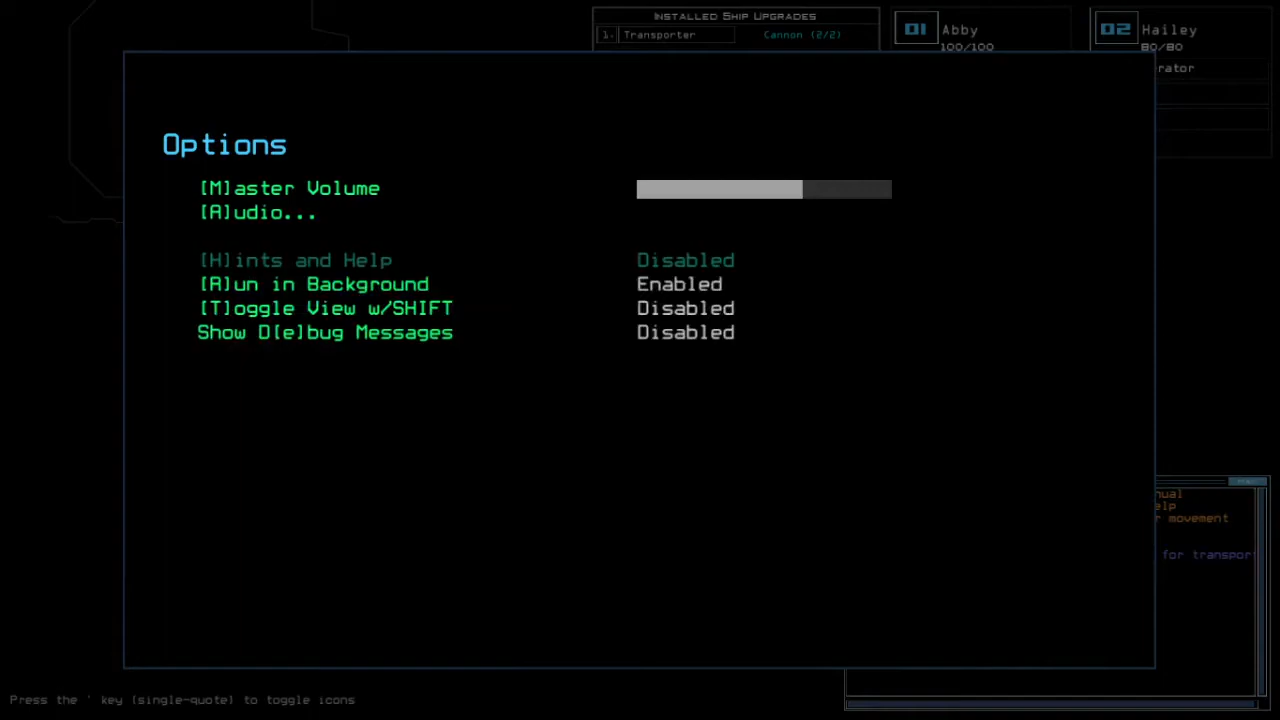 Installed Ship Upgrades
1. Transporter Cannon (2/2)
01 Abby
100/100
02 Hailey
80/80
rator
Options
[M]aster Volume
[A]udio...
[H]ints and Help Disabled
[A]un in Background Enabled
[T]oggle View w/SHIFT Disabled
Show D[e]bug Messages Disabled
nual
elp
r movement
for transpor
Press the ' key (single-quote) to toggle icons